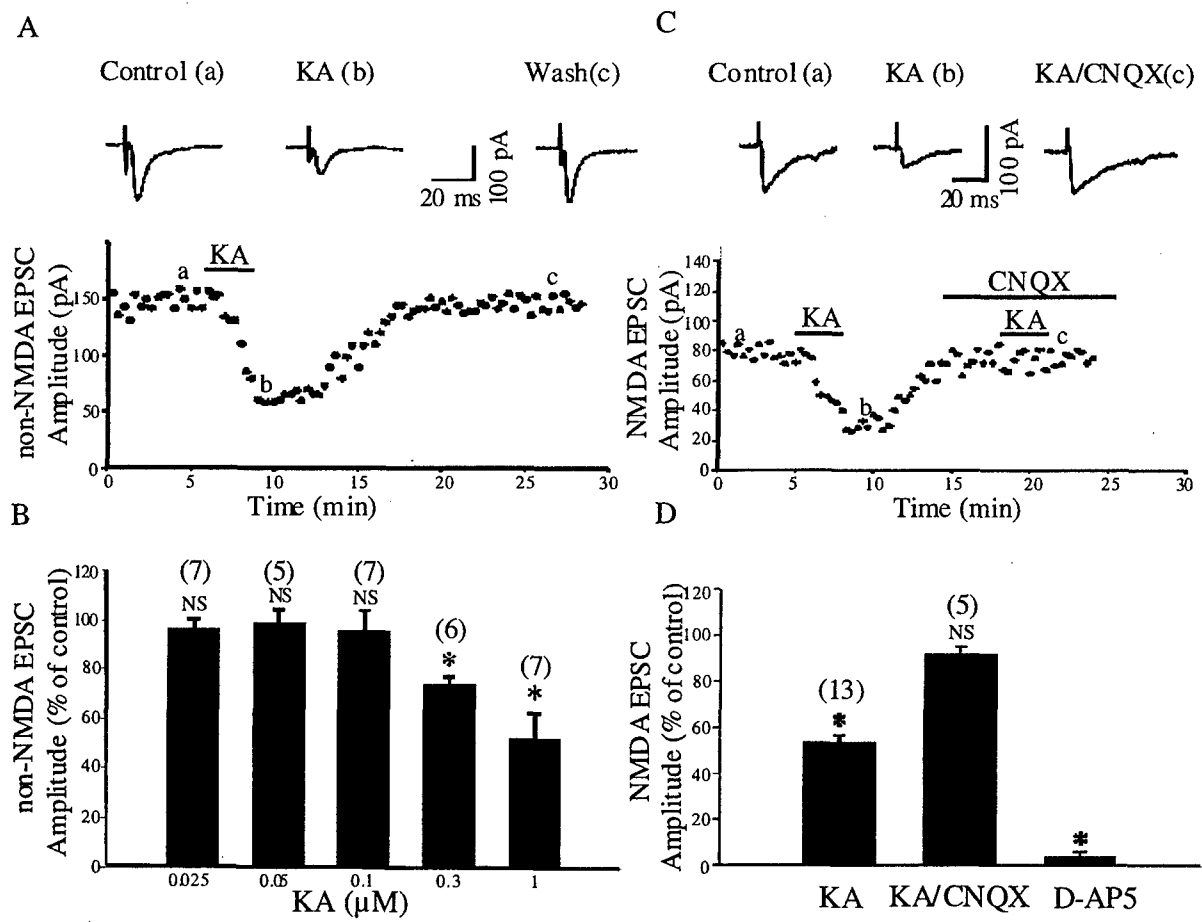 A
Control (a)
KA (b)
Wash(c)
20 ms
100 pA
non-NMDA EPSC
Amplitude (pA)
150
100
50
0
a
KA
b
c
0
5
10
15
20
25
30
Time (min)
B
non-NMDA EPSC
Amplitude (% of control)
120
100
80
60
40
20
0
(7)
NS
(5)
NS
(7)
NS
(6)
*
(7)
*
0.025
0.05
0.1
0.3
1
KA (µM)
C
Control (a)
KA (b)
KA/CNQX(c)
20 ms
100 pA
NMDA EPSC
Amplitude (pA)
140
120
100
80
60
40
20
0
a
KA
b
CNQX
KA
c
0
5
10
15
20
25
30
Time (min)
D
NMDA EPSC
Amplitude (% of control)
120
100
80
60
40
20
0
(13)
*
(5)
NS
*
KA
KA/CNQX
D-AP5